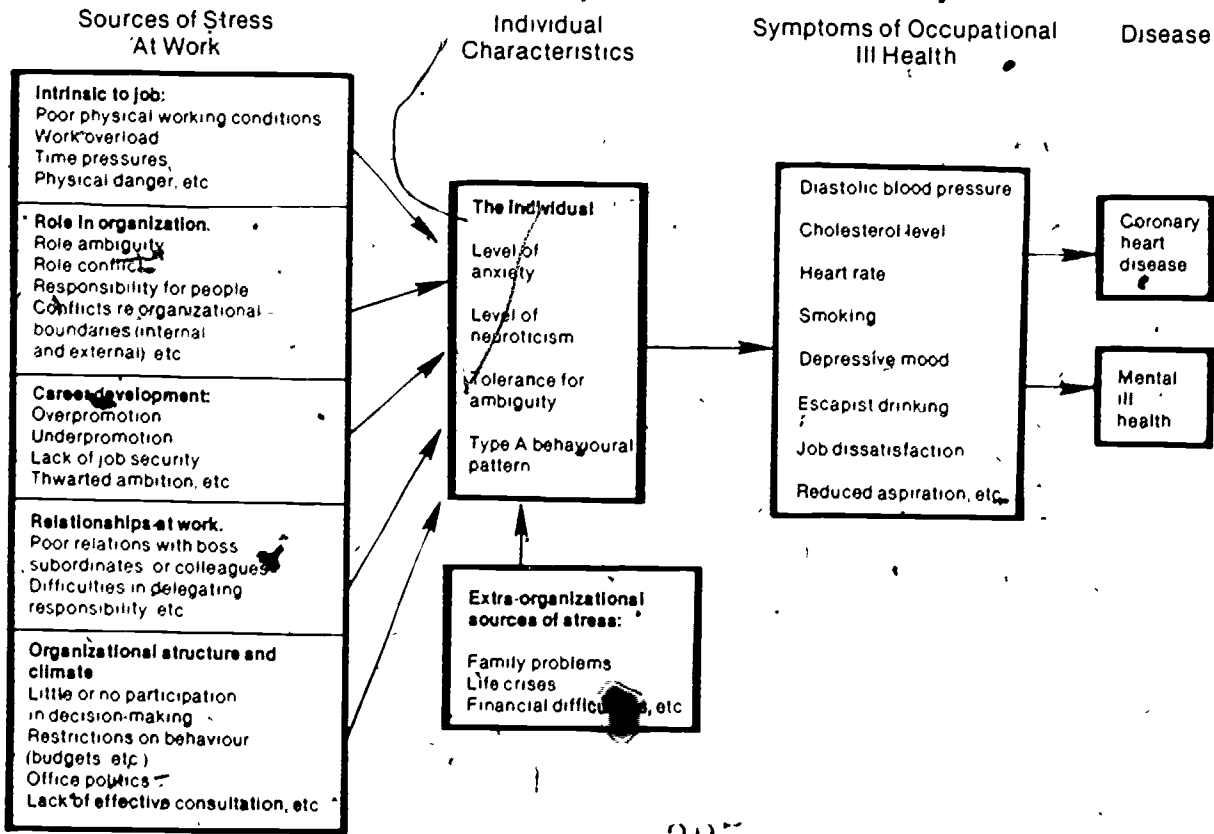 Sources of Stress
At Work
Individual
Characteristics
Symptoms of Occupational
Ill Health
Disease
Intrinsic to job:
Poor physical working conditions
Work overload
Time pressures
Physical danger, etc
Role in organization.
Role ambiguity
Role conflict
Responsibility for people
Conflicts re organizational
boundaries (internal
and external) etc
Career development:
Overpromotion
Underpromotion
Lack of job security
Thwarted ambition, etc
Relationships at work.
Poor relations with boss
subordinates or colleagues
Difficulties in delegating
responsibility etc
Organizational structure and
climate
Little or no participation
in decision-making
Restrictions on behaviour
(budgets etc)
Office politics
Lack of effective consultation, etc
The individual
Level of
anxiety
Level of
neuroticism
Tolerance for
ambiguity
Type A behavioural
pattern
Extra-organizational
sources of stress:
Family problems
Life crises
Financial difficulties, etc
Diastolic blood pressure
Cholesterol level
Heart rate
Smoking
Depressive mood
Escapist drinking
Job dissatisfaction
Reduced aspiration, etc
Coronary
heart
disease
Mental
ill
health